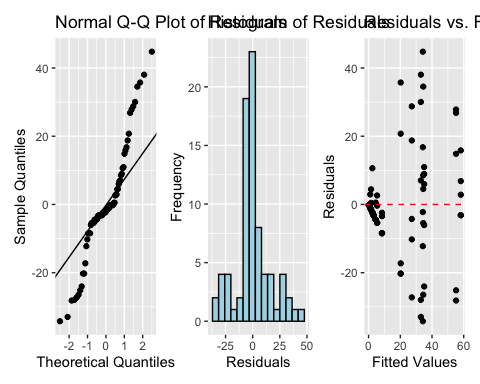 Normal Q-Q Plot of Residuals
Histogram of Residuals
Residuals vs. F
40
20
0
-20
Sample Quantiles
-2 -1 0 1 2
Theoretical Quantiles
20
15
10
5
0
Frequency
-25 0 25 50
Residuals
40
20
0
-20
Residuals
0 20 40 60
Fitted Values